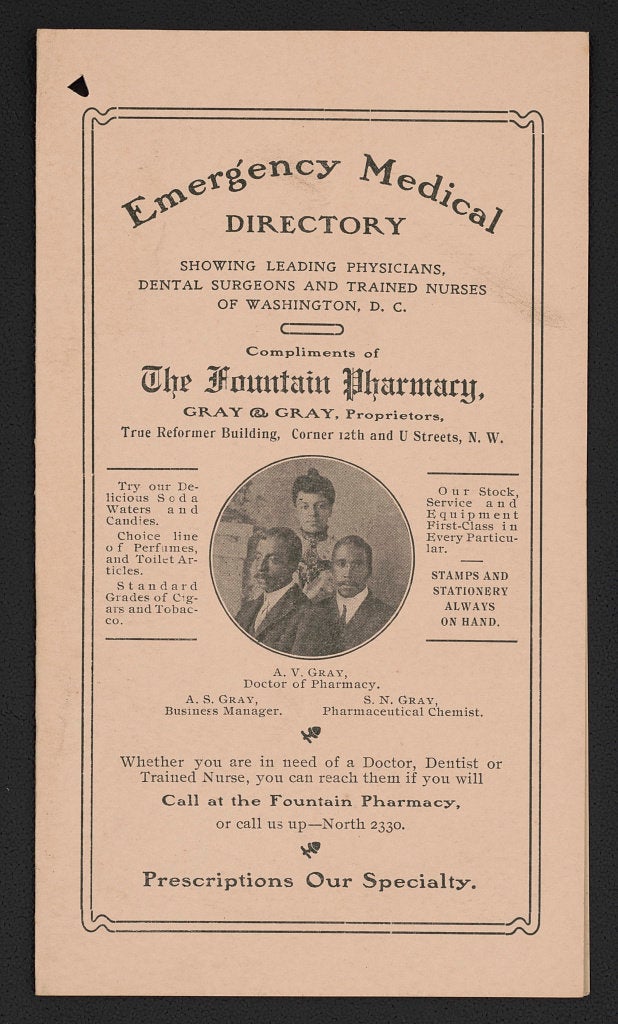 Emergency Medical
DIRECTORY
SHOWING LEADING PHYSICIANS,
DENTAL SURGEONS AND TRAINED NURSES
OF WASHINGTON, D. C.
Compliments of
The Fountain Pharmacy,
GRAY & GRAY, Proprietors,
True Reformer Building, Corner 12th and U Streets, N. W.
Try our De-
licious Soda
Waters and
Candies.
Choice line
of Perfumes,
and Toilet Ar-
ticles.
Standard
Grades of Cig-
ars and Tobac-
co.
Our Stock,
Service and
Equipment
First-Class in
Every Particu-
lar.
STAMPS AND
STATIONERY
ALWAYS
ON HAND.
A. V. GRAY,
Doctor of Pharmacy.
A. S. GRAY,
Business Manager.
S. N. GRAY,
Pharmaceutical Chemist.
Whether you are in need of a Doctor, Dentist or
Trained Nurse, you can reach them if you will
Call at the Fountain Pharmacy,
or call us up—North 2330.
Prescriptions Our Specialty.